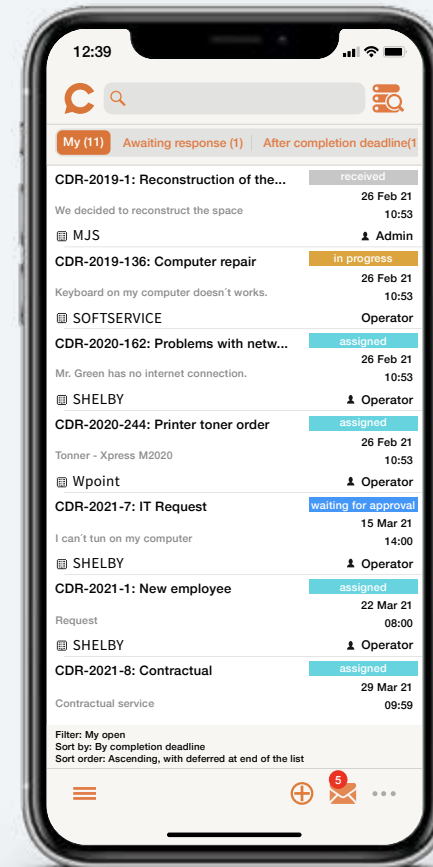 12:39
My (11) Awaiting response (1) After completion deadline(1
CDR-2019-1: Reconstruction of the... received
26 Feb 21
We decided to reconstruct the space
10:53
MJS Admin
CDR-2019-136: Computer repair in progress
26 Feb 21
Keyboard on my computer doesn´t works.
10:53
SOFTSERVICE Operator
CDR-2020-162: Problems with netw... assigned
26 Feb 21
Mr. Green has no internet connection.
10:53
SHELBY Operator
CDR-2020-244: Printer toner order assigned
26 Feb 21
Tonner - Xpress M2020
10:53
Wpoint Operator
CDR-2021-7: IT Request waiting for approval
15 Mar 21
I can´t tun on my computer
14:00
SHELBY Operator
CDR-2021-1: New employee assigned
22 Mar 21
Request
08:00
SHELBY Operator
CDR-2021-8: Contractual assigned
29 Mar 21
Contractual service
09:59
Filter: My open
Sort by: By completion deadline
Sort order: Ascending, with deferred at end of the list
5